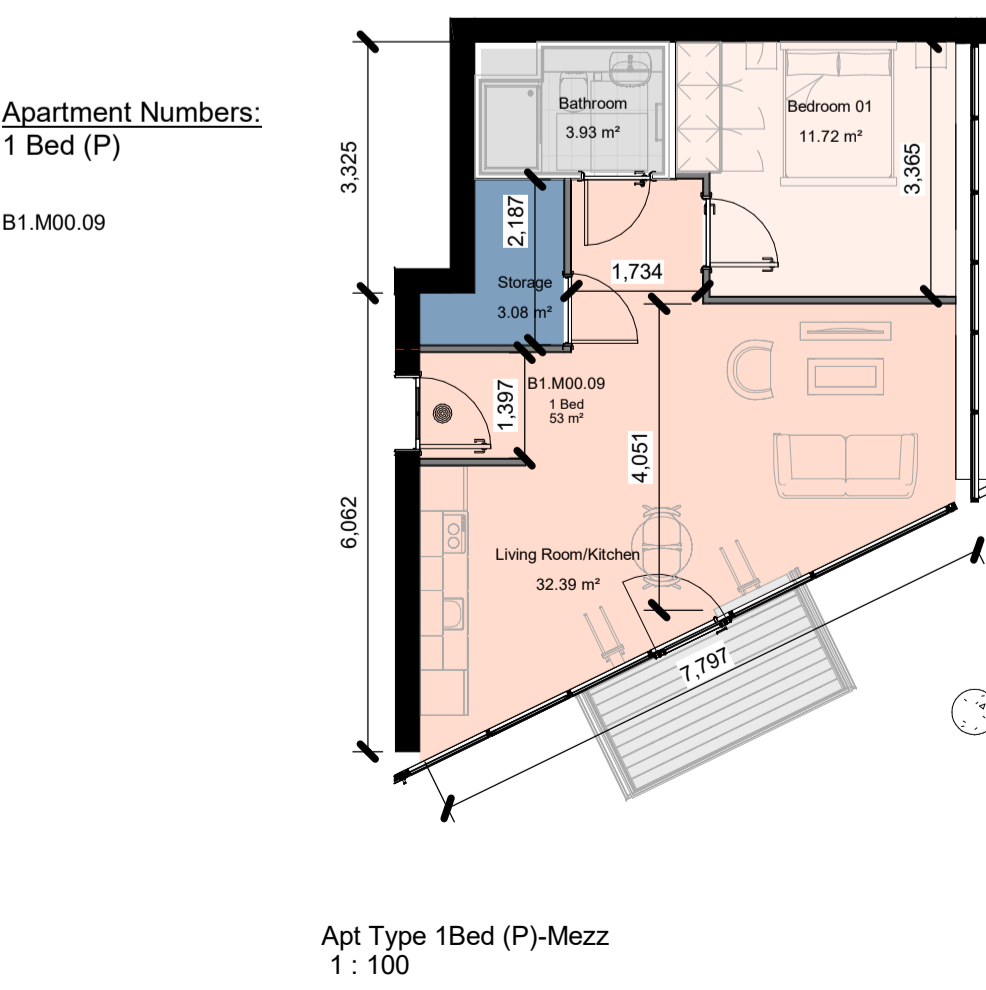 Apartment Numbers:
1 Bed (P)
B1.M00.09
Bathroom
3.93 m²
Bedroom 01
11.72 m²
3,325
3,365
2,187
1,734
Storage
3.08 m²
B1.M00.09
1 Bed
53 m²
1,397
4,051
6,062
Living Room/Kitchen
32.39 m²
7,797
Apt Type 1Bed (P)-Mezz
1 : 100